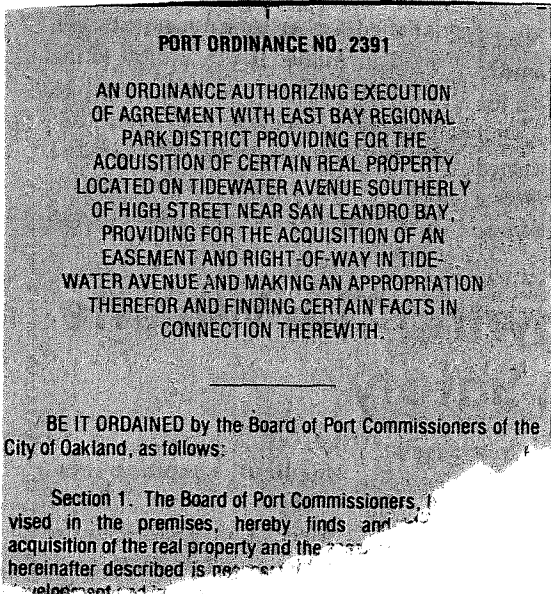 PORT ORDINANCE NO. 2391
AN ORDINANCE AUTHORIZING EXECUTION
OF AGREEMENT WITH EAST BAY REGIONAL
PARK DISTRICT PROVIDING FOR THE
ACQUISITION OF CERTAIN REAL PROPERTY
LOCATED ON TIDEWATER AVENUE SOUTHERLY
OF HIGH STREET NEAR SAN LEANDRO BAY,
PROVIDING FOR THE ACQUISITION OF AN
EASEMENT AND RIGHT-OF-WAY IN TIDE-
WATER AVENUE AND MAKING AN APPROPRIATION
THEREFOR AND FINDING CERTAIN FACTS IN
CONNECTION THEREWITH.
BE IT ORDAINED by the Board of Port Commissioners of the
City of Oakland, as follows:
Section 1. The Board of Port Commissioners,
vised in the premises, hereby finds and
acquisition of the real property and the
hereinafter described is